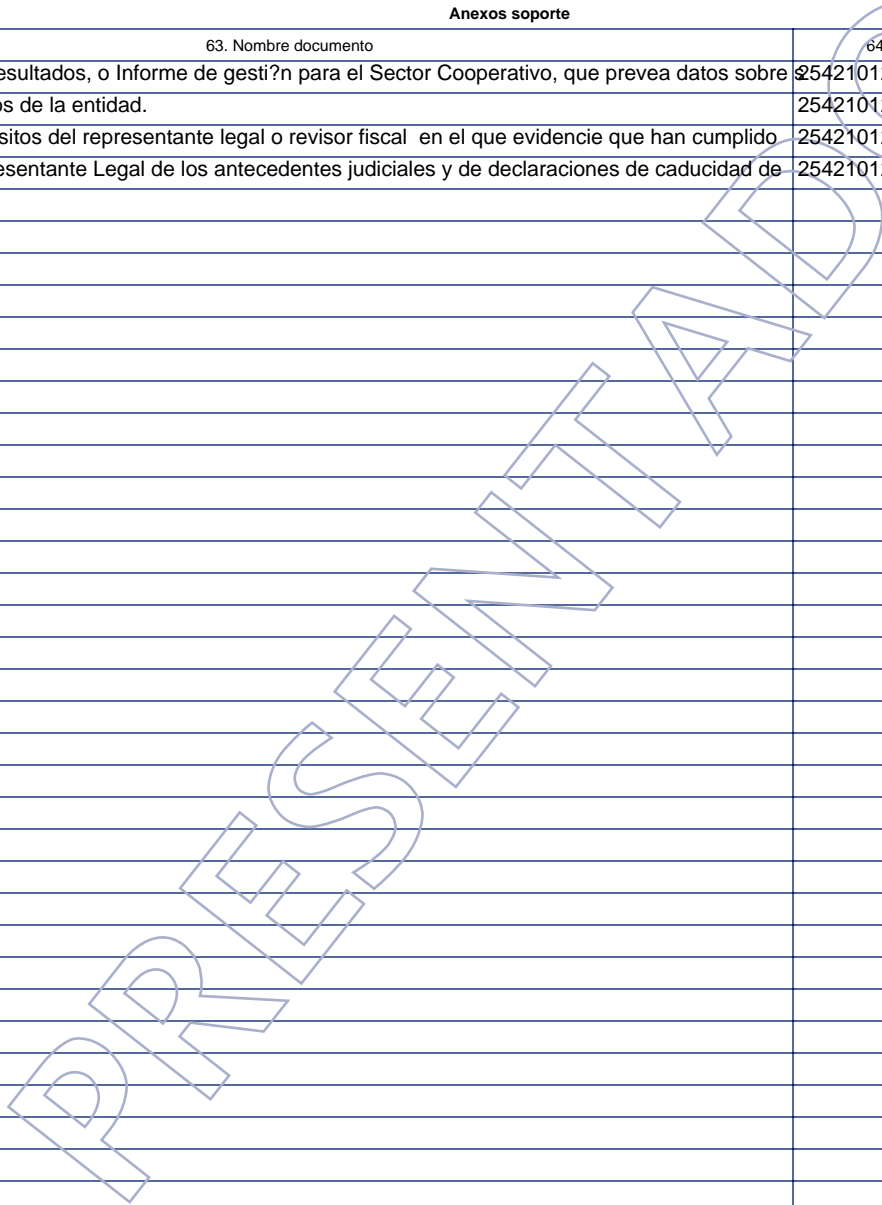 Anexos soporte
63. Nombre documento 64
esultados, o Informe de gesti?n para el Sector Cooperativo, que prevea datos sobre s 2542101
os de la entidad. 2542101
sitos del representante legal o revisor fiscal en el que evidencie que han cumplido 2542101
esentante Legal de los antecedentes judiciales y de declaraciones de caducidad de 2542101
PRESENTADO